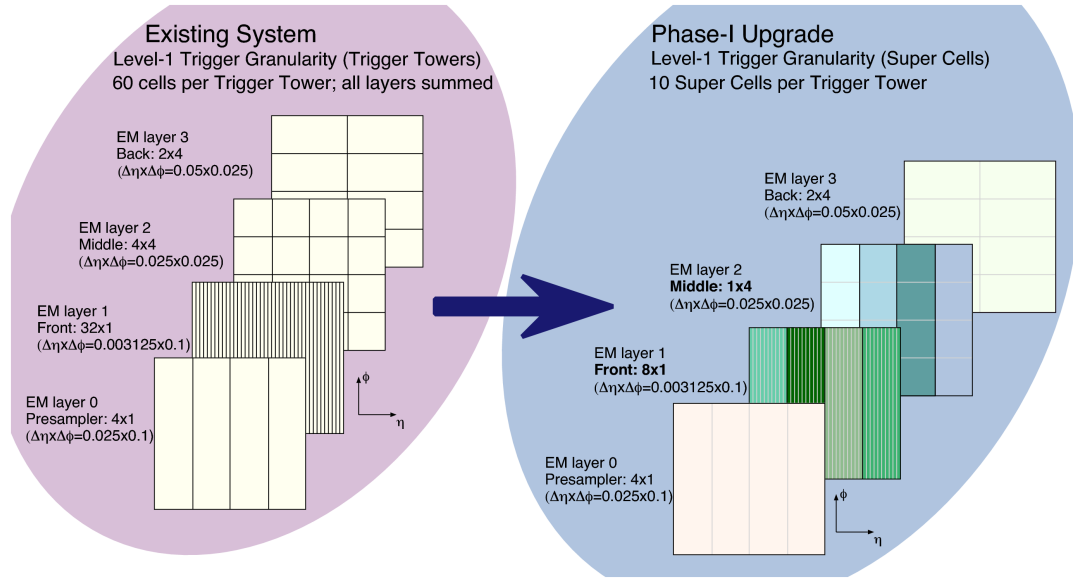 Existing System
Level-1 Trigger Granularity (Trigger Towers)
60 cells per Trigger Tower; all layers summed
EM layer 3
Back: 2x4
(ΔηxΔϕ=0.05x0.025)
EM layer 2
Middle: 4x4
(ΔηxΔϕ=0.025x0.025)
EM layer 1
Front: 32x1
(ΔηxΔϕ=0.003125x0.1)
EM layer 0
Presampler: 4x1
(ΔηxΔϕ=0.025x0.1)
ϕ
η
Phase-I Upgrade
Level-1 Trigger Granularity (Super Cells)
10 Super Cells per Trigger Tower
EM layer 3
Back: 2x4
(ΔηxΔϕ=0.05x0.025)
EM layer 2
Middle: 1x4
(ΔηxΔϕ=0.025x0.025)
EM layer 1
Front: 8x1
(ΔηxΔϕ=0.003125x0.1)
EM layer 0
Presampler: 4x1
(ΔηxΔϕ=0.025x0.1)
ϕ
η